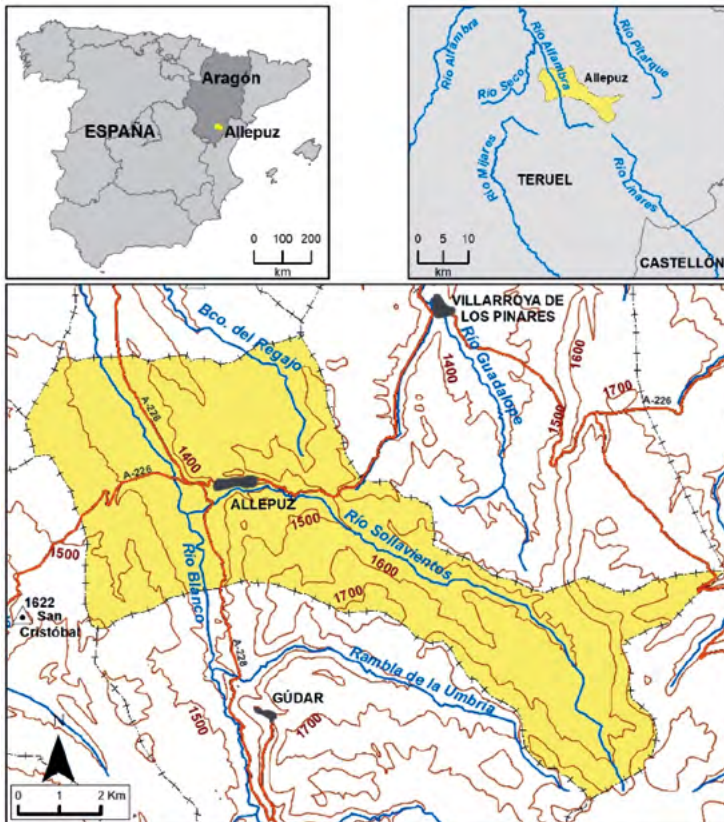 Aragón
ESPAÑA
Allepuz
0 100 200
km
Río Alfambra
Río Seco
Río Alfambra
Río Pitarque
Allepuz
Río Mijares
TERUEL
Río Linares
0 5 10
km
CASTELLÓN
VILLARROYA DE
LOS PINARES
Bco. del Regajo
Río Guadalope
1600
1400
1700
A-226
1500
A-228
1400
A-226
ALLEPUZ
1500
Río Sollavientos
1500
1600
Río Blanco
1700
1622
San
Cristóbal
A-228
Rambla de la Umbria
GÚDAR
1500
1700
N
0 1 2 Km